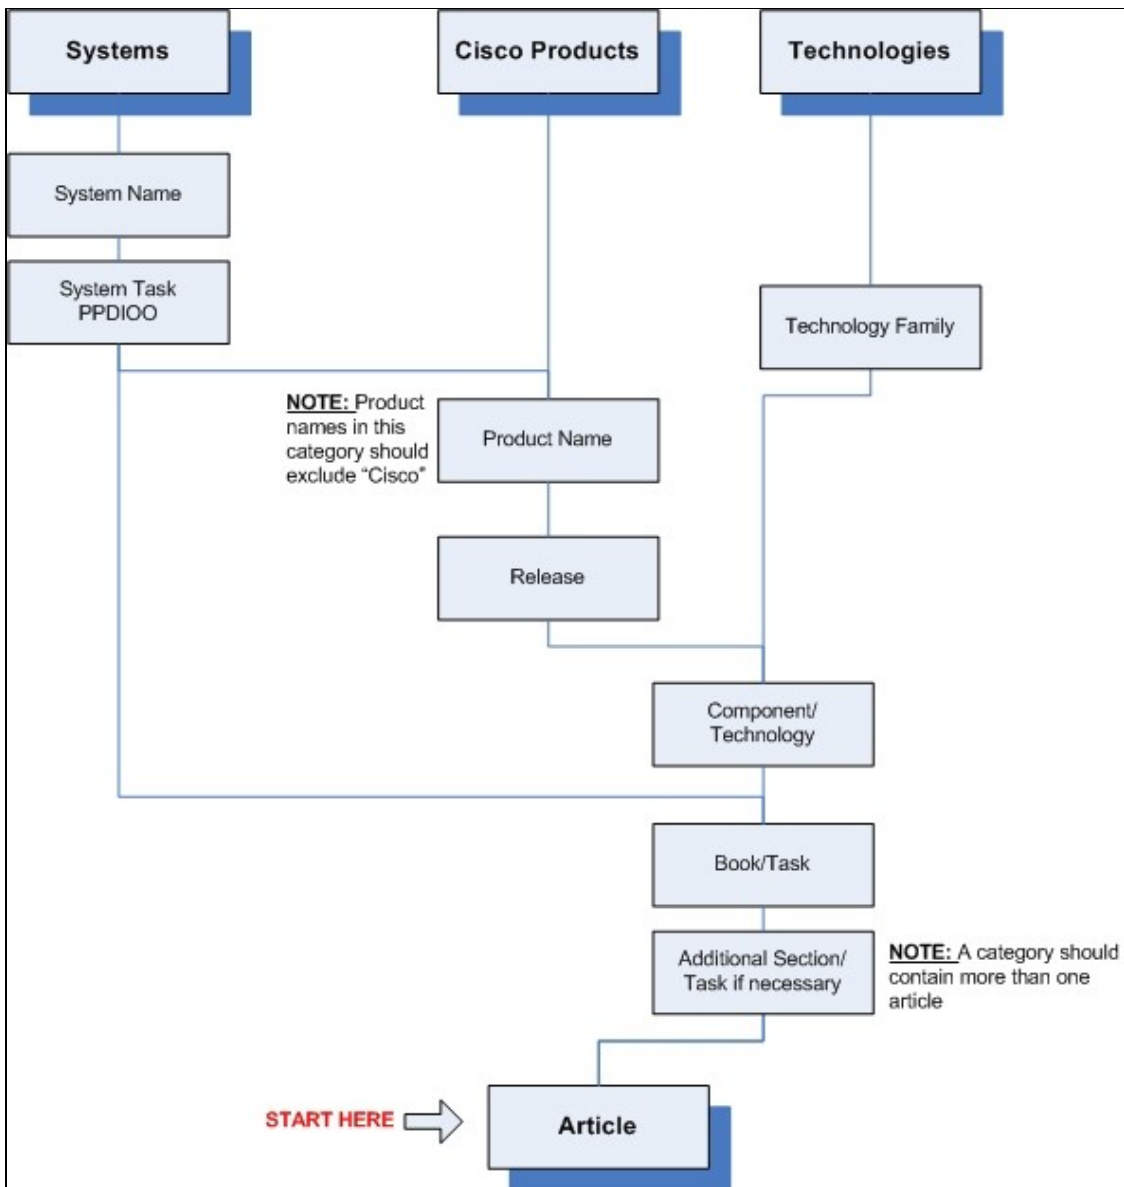 Systems
Cisco Products
Technologies
System Name
System Task
PPDIOO
Technology Family
NOTE: Product
names in this
category should
exclude “Cisco”
Product Name
Release
Component/
Technology
Book/Task
Additional Section/
Task if necessary
NOTE: A category should
contain more than one
article
START HERE
Article